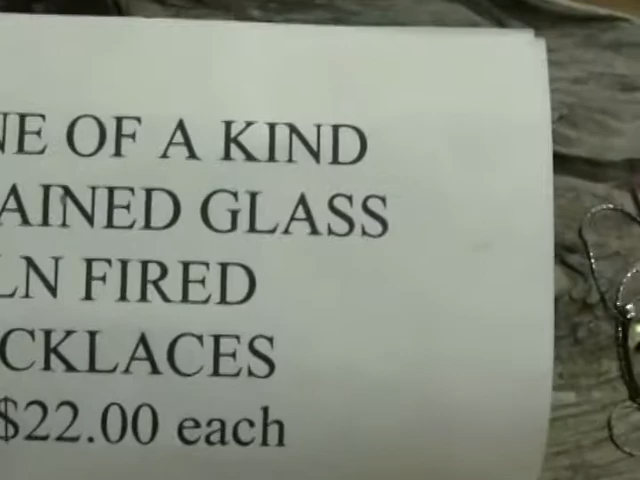 NE OF A KIND
AINED GLASS
LN FIRED
CKLACES
$22.00 each